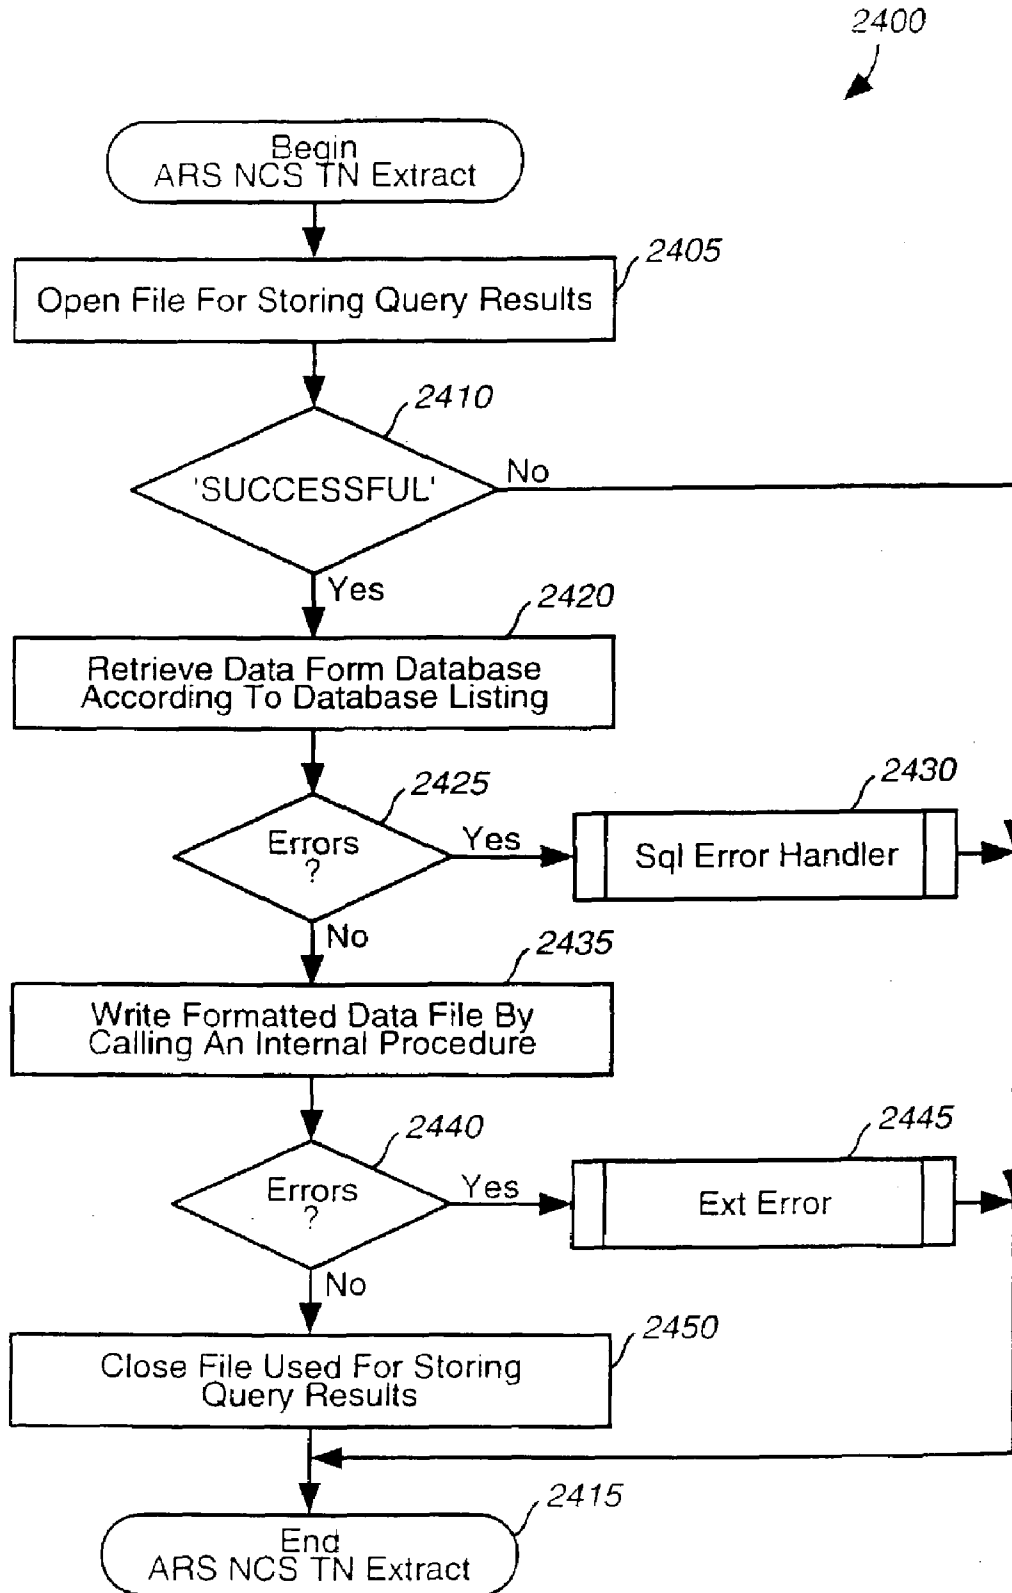 2400
Begin
ARS NCS TN Extract
2405
Open File For Storing Query Results
2410
'SUCCESSFUL'
No
Yes
2420
Retrieve Data Form Database
According To Database Listing
2425
Errors
?
Yes
2430
Sql Error Handler
No
2435
Write Formatted Data File By
Calling An Internal Procedure
2440
Errors
?
Yes
2445
Ext Error
No
2450
Close File Used For Storing
Query Results
2415
End
ARS NCS TN Extract